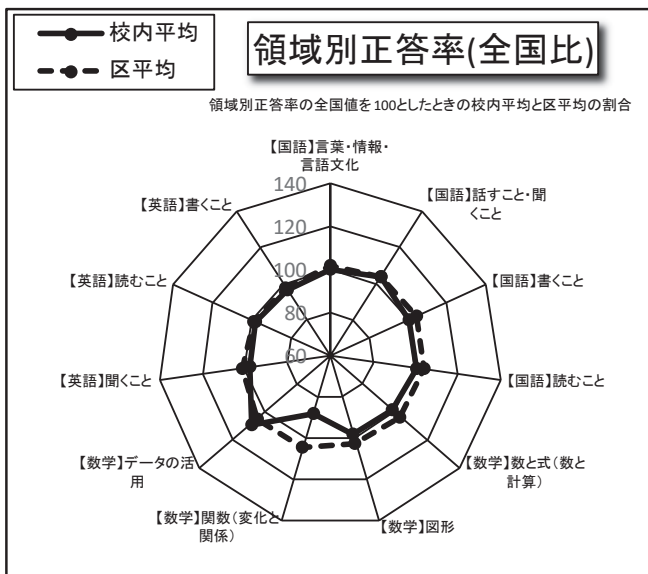 校内平均
区平均
領域別正答率(全国比)
領域別正答率の全国値を100としたときの校内平均と区平均の割合
【国語】言葉・情報・
言語文化
【国語】話すこと・聞
くこと
【国語】書くこと
【国語】読むこと
【数学】数と式（数と
計算）
【数学】図形
【数学】関数（変化と
関係）
【数学】データの活
用
【英語】聞くこと
【英語】読むこと
【英語】書くこと
140
120
100
80
60